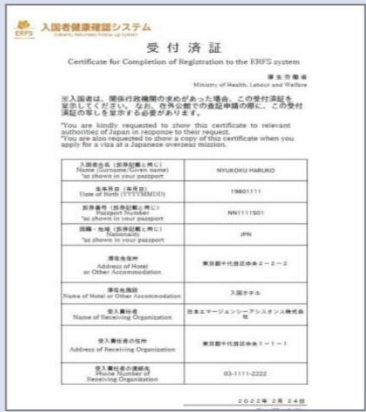 ERFS
入国者健康確認システム
受付済証
Certificate for Completion of Registration to the ERFS system
厚生労働省
Ministry of Health, Labour and Welfare
※入国者は、関係行政機関の求めがあった場合、この受付済証を
呈示してください。なお、在外公館での査証申請の際に、この受付
済証の写しを呈示する必要があります。
*You are kindly requested to show this certificate to relevant
authorities of Japan in response to their request.
*You are also requested to show a copy of this certificate when you
apply for a visa at a Japanese overseas mission.
入国者氏名（旅券記載と同じ）
Name (Surname/Given name)
*as shown in your passport
NYUKOKU HARUKO
生年月日（年月日）
Date of Birth (YYYYMMDD)
19801111
旅券番号（旅券記載と同じ）
Passport Number
*as shown in your passport
NN1111501
国籍・地域（旅券記載と同じ）
Nationality
*as shown in your passport
JPN
滞在先住所
Address of Hotel
or Other Accommodation
東京都千代田区中央2-2-2
滞在先施設
Name of Hotel or Other Accommodation
入国ホテル
受入責任者
Name of Receiving Organization
日本エマージェンシーアシスタンス株式会
社
受入責任者の住所
Address of Receiving Organization
東京都千代田区中央1-1-1
受入責任者の連絡先
Phone Number of
Receiving Organization
03-1111-2222
2022年 2月 24日